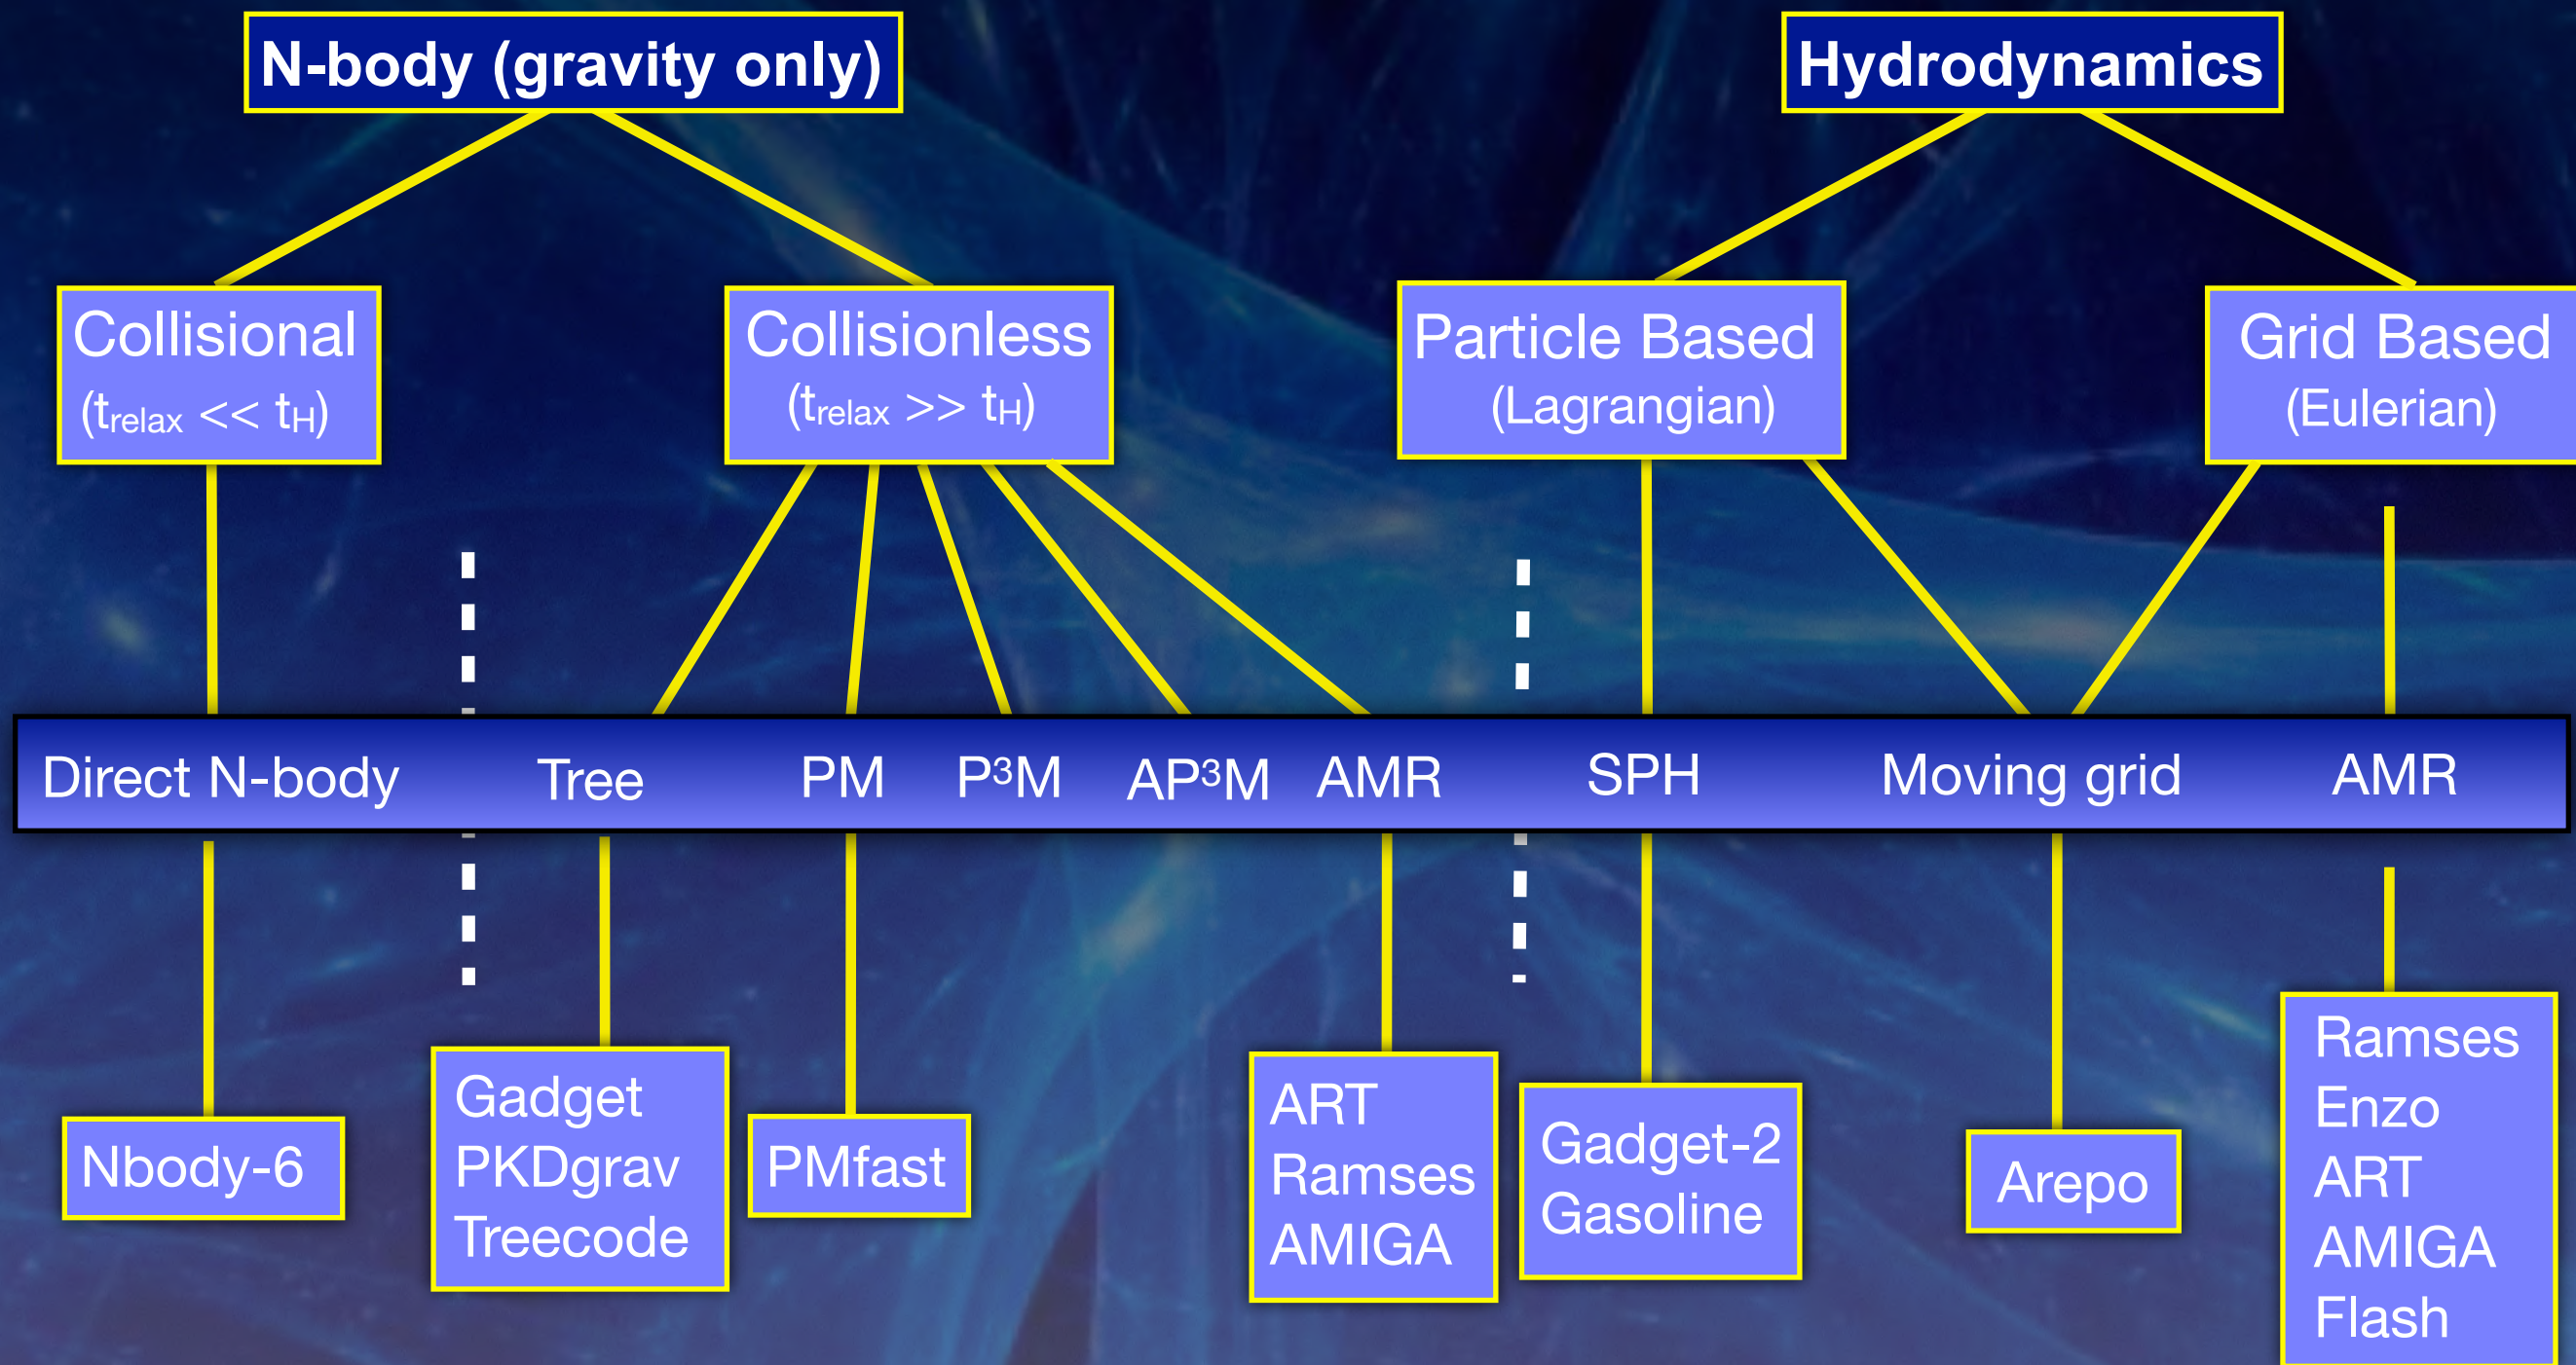 N-body (gravity only)
Hydrodynamics
Collisional
(trelax << tH)
Collisionless
(trelax >> tH)
Particle Based
(Lagrangian)
Grid Based
(Eulerian)
Direct N-body
Tree
PM
P³M
AP³M
AMR
SPH
Moving grid
AMR
Nbody-6
Gadget
PKDgrav
Treecode
PMfast
ART
Ramses
AMIGA
Gadget-2
Gasoline
Arepo
Ramses
Enzo
ART
AMIGA
Flash